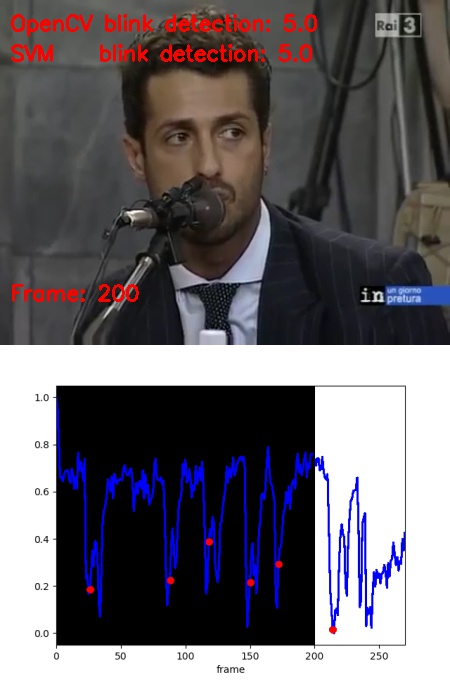 OpenCV blink detection: 5.0
SVM blink detection: 5.0
Rai 3
Frame: 200
in un giorno
pretura
1.0
0.8
0.6
0.4
0.2
0.0
0 50 100 150 200 250
frame